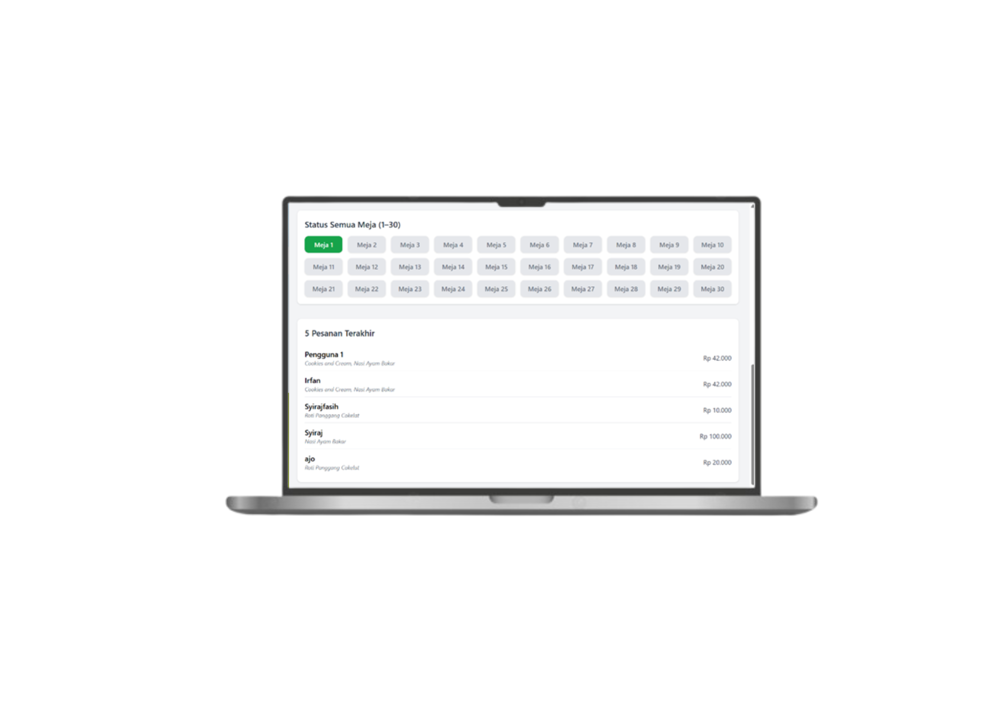 Status Semua Meja (1–30)
Meja 1 Meja 2 Meja 3 Meja 4 Meja 5 Meja 6 Meja 7 Meja 8 Meja 9 Meja 10
Meja 11 Meja 12 Meja 13 Meja 14 Meja 15 Meja 16 Meja 17 Meja 18 Meja 19 Meja 20
Meja 21 Meja 22 Meja 23 Meja 24 Meja 25 Meja 26 Meja 27 Meja 28 Meja 29 Meja 30
5 Pesanan Terakhir
Pengguna 1
Cookies and Cream, Nasi Ayam Bakar
Rp 42.000
Irfan
Cookies and Cream, Nasi Ayam Bakar
Rp 42.000
Syirajfasih
Roti Panggang Cokelat
Rp 10.000
Syiraj
Nasi Ayam Bakar
Rp 100.000
ajo
Roti Panggang Cokelat
Rp 20.000